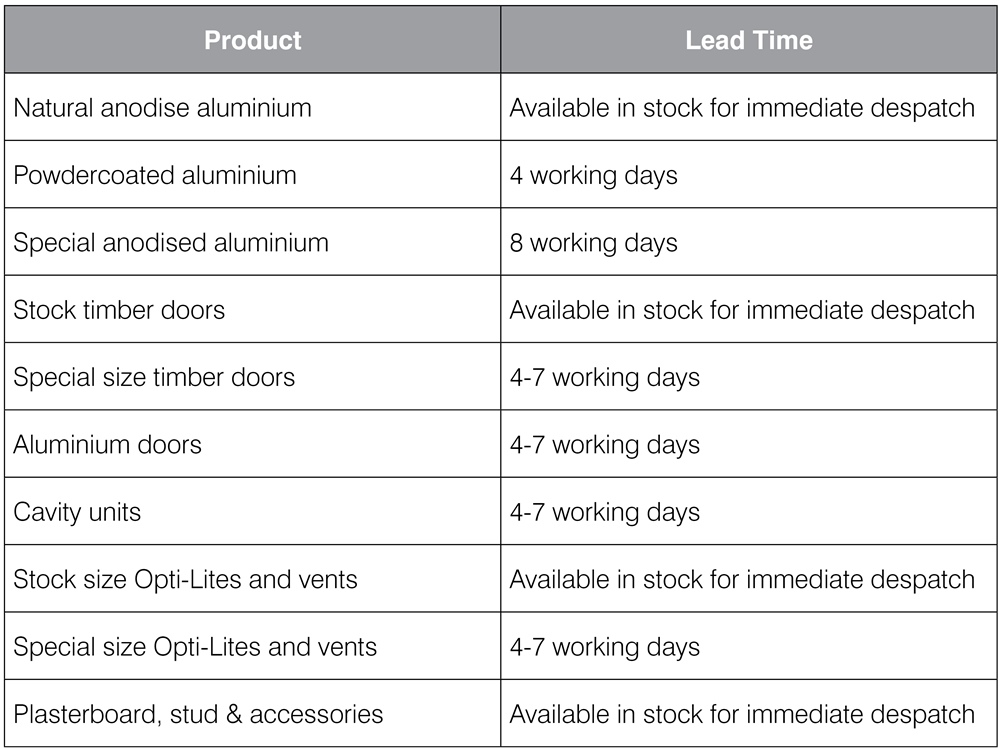 Product Lead Time
Natural anodise aluminium Available in stock for immediate despatch
Powdercoated aluminium 4 working days
Special anodised aluminium 8 working days
Stock timber doors Available in stock for immediate despatch
Special size timber doors 4-7 working days
Aluminium doors 4-7 working days
Cavity units 4-7 working days
Stock size Opti-Lites and vents Available in stock for immediate despatch
Special size Opti-Lites and vents 4-7 working days
Plasterboard, stud & accessories Available in stock for immediate despatch